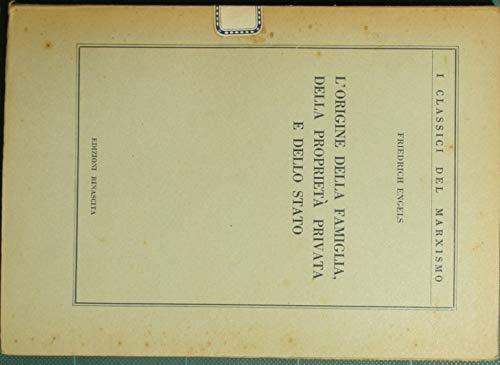 I CLASSICI DEL MARXISMO
FRIEDRICH ENGELS
L'ORIGINE DELLA FAMIGLIA,
DELLA PROPRIETÀ PRIVATA
E DELLO STATO
EDIZIONI RINASCITA